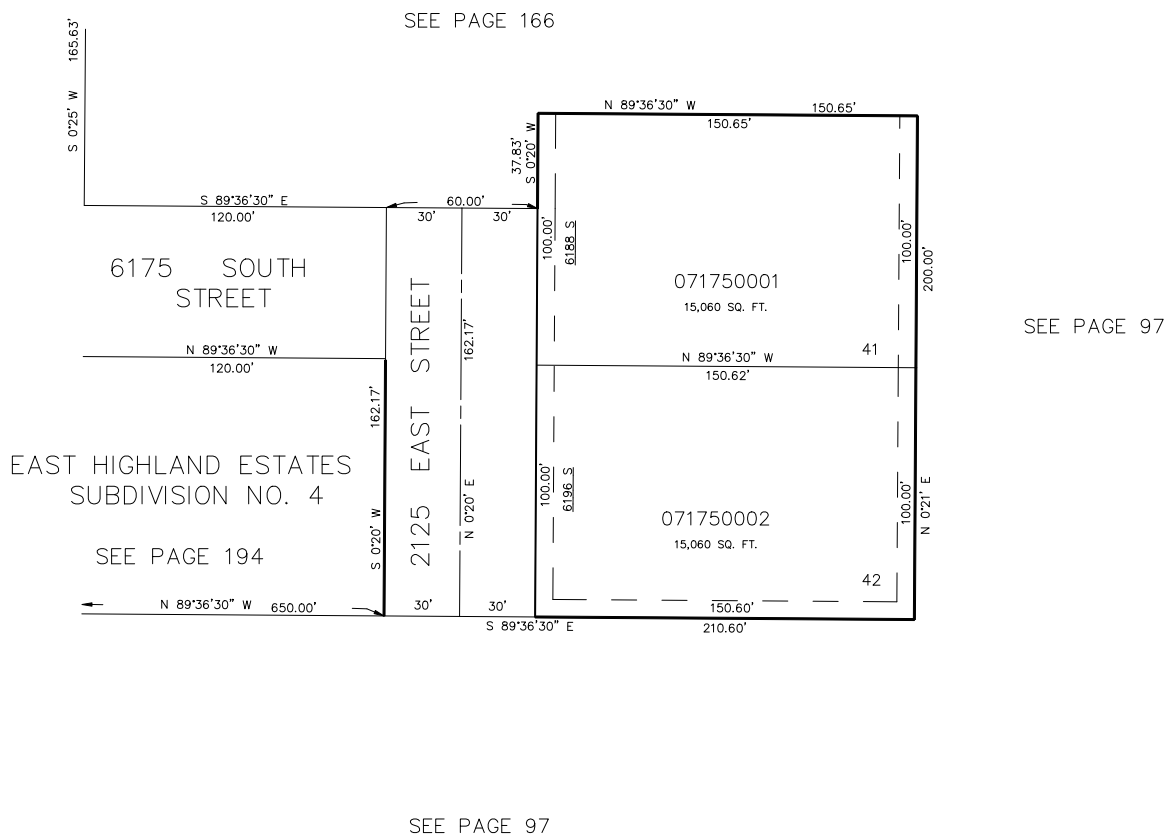 SEE PAGE 166
165.63'
S 0°25' W
N 89°36'30" W
150.65'
150.65'
37.83'
S 0°20' W
S 89°36'30" E
120.00'
60.00'
30'
30'
6175 SOUTH
STREET
100.00'
6188 S
071750001
15,060 SQ. FT.
100.00'
200.00'
SEE PAGE 97
N 89°36'30" W
120.00'
162.17'
2125 EAST STREET
162.17'
N 89°36'30" W
150.62'
41
EAST HIGHLAND ESTATES
SUBDIVISION NO. 4
SEE PAGE 194
S 0°20' W
N 0°20' E
100.00'
6196 S
071750002
15,060 SQ. FT.
100.00'
N 0°21' E
42
N 89°36'30" W
650.00'
30'
30'
150.60'
S 89°36'30" E
210.60'
SEE PAGE 97